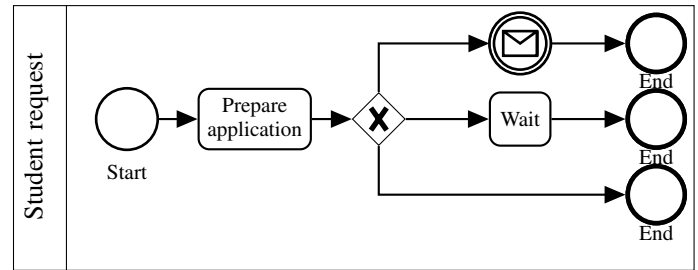 Student request
Start
Prepare
application
Wait
End
End
End